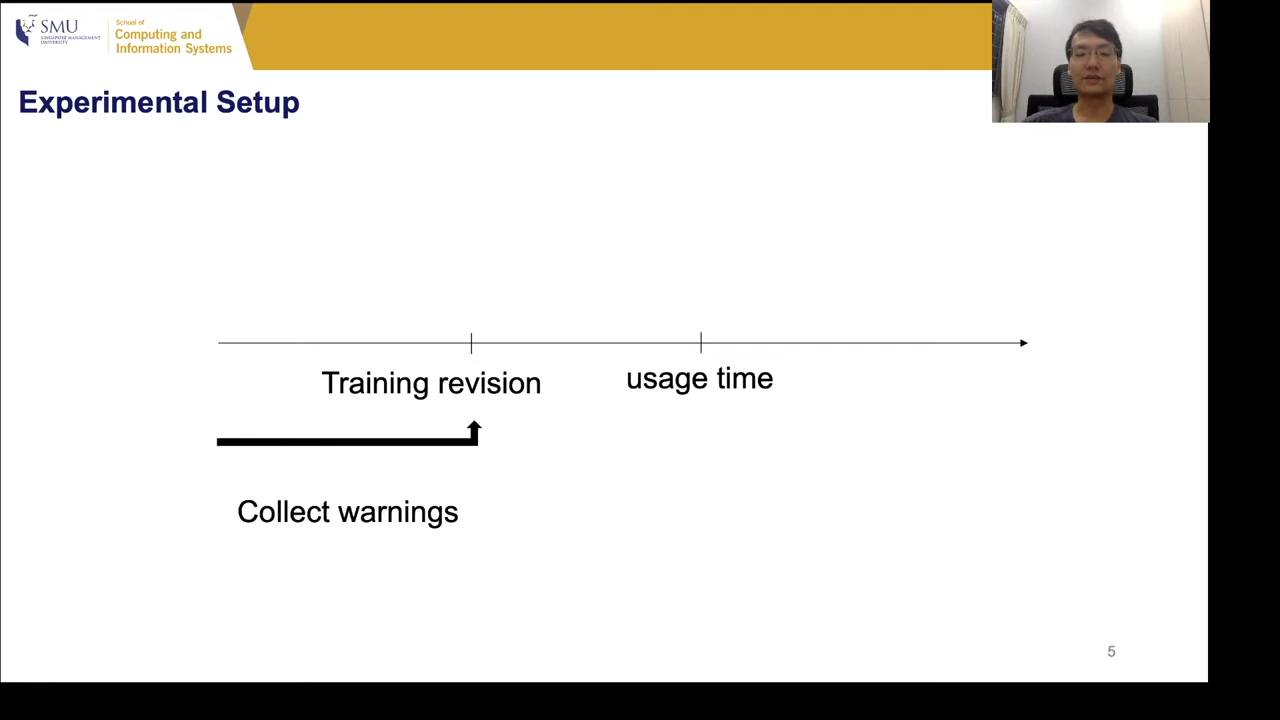 SMU
SINGAPORE MANAGEMENT
UNIVERSITY
School of
Computing and
Information Systems
Experimental Setup
Training revision
usage time
Collect warnings
5